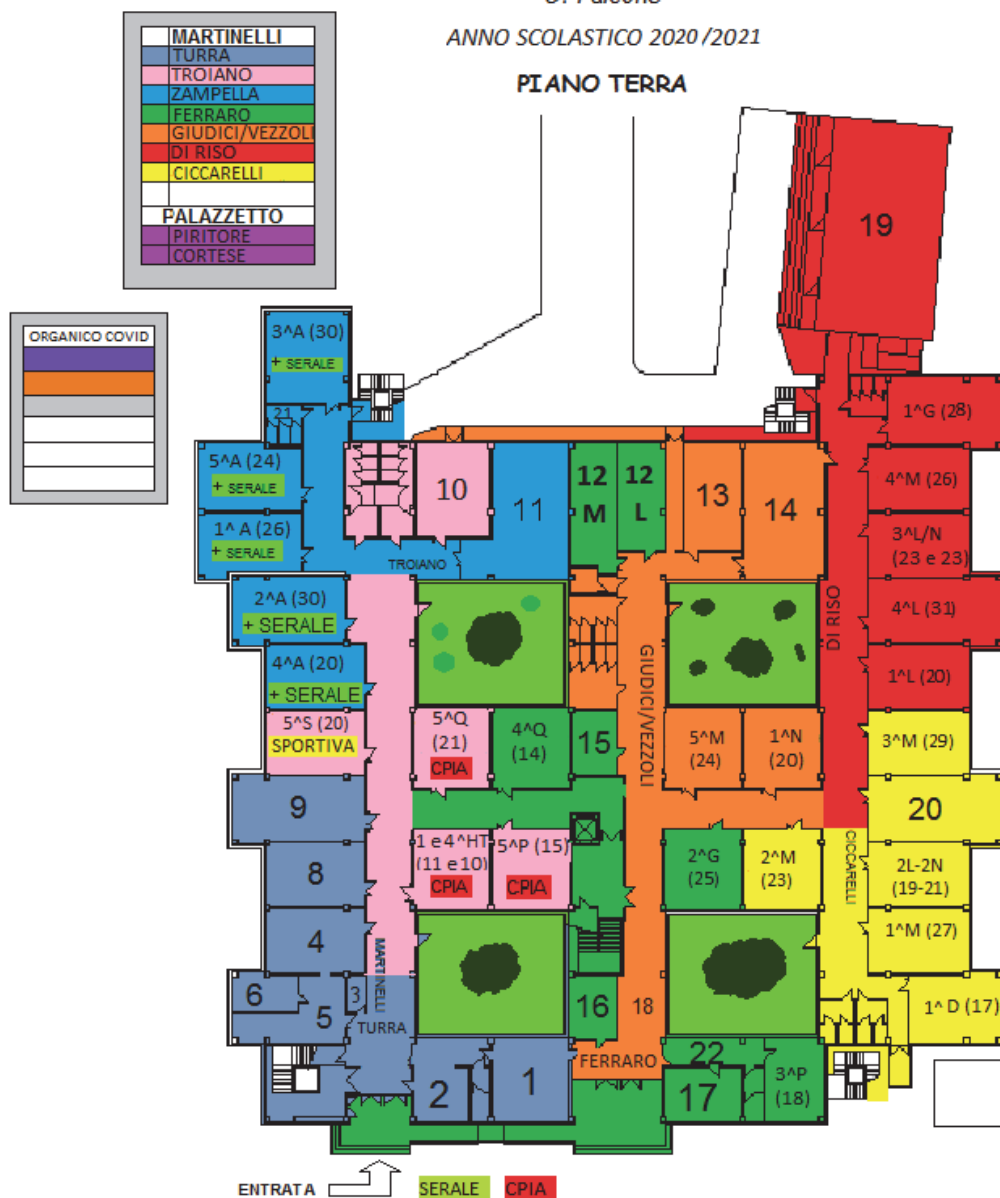 G. Falcone
ANNO SCOLASTICO 2020/2021
PIANO TERRA
MARTINELLI
TURRA
TROIANO
ZAMPELLA
FERRARO
GIUDICI/VEZZOLI
DI RISO
CICCARELLI
PALAZZETTO
PIRITORE
CORTESE
ORGANICO COVID
19
3^A (30)
+ SERALE
21
1^G (28)
5^A (24)
+ SERALE
10
11
12
M
12
L
13
14
4^M (26)
1^ A (26)
+ SERALE
TROIANO
3^L/N
(23 e 23)
2^A (30)
+ SERALE
4^L (31)
DI RISO
4^A (20)
+ SERALE
GIUDICI/VEZZOLI
1^L (20)
5^S (20)
SPORTIVA
5^Q
(21)
CPIA
4^Q
(14)
15
5^M
(24)
1^N
(20)
3^M (29)
9
20
8
1 e 4^HT
(11 e 10)
CPIA
5^P (15)
CPIA
2^G
(25)
2^M
(23)
CICCARELLI
2L-2N
(19-21)
4
MARTINELLI
1^M (27)
6
5
3
TURRA
16
18
1^ D (17)
FERRARO
22
2
1
17
3^P
(18)
ENTRATA
SERALE
CPIA